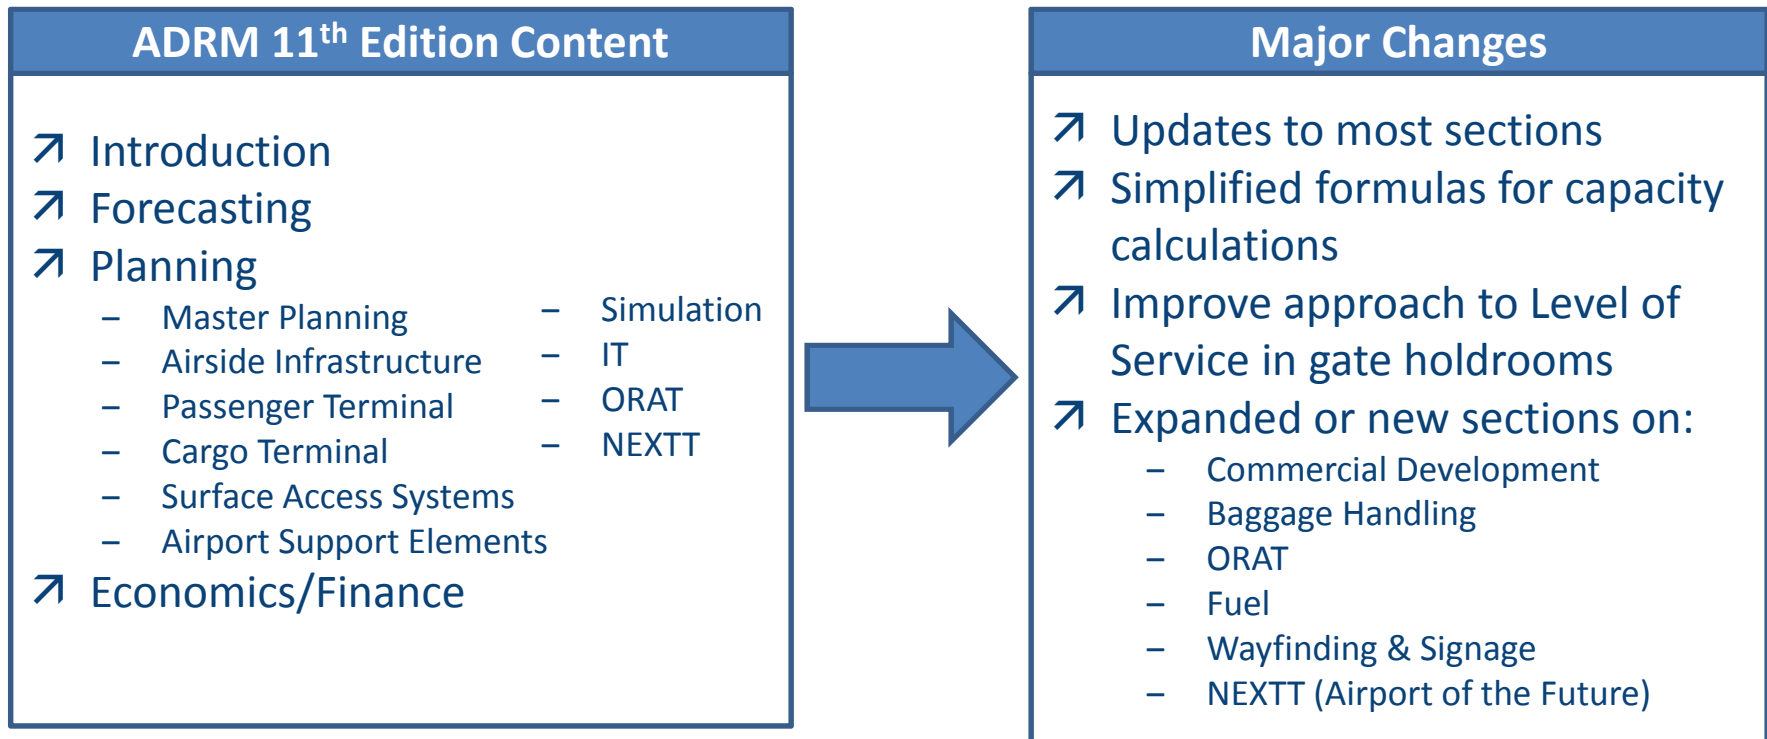 ADRM 11th Edition Content
↗ Introduction
↗ Forecasting
↗ Planning
– Master Planning
– Airside Infrastructure
– Passenger Terminal
– Cargo Terminal
– Surface Access Systems
– Airport Support Elements
– Simulation
– IT
– ORAT
– NEXTT
↗ Economics/Finance
Major Changes
↗ Updates to most sections
↗ Simplified formulas for capacity
calculations
↗ Improve approach to Level of
Service in gate holdrooms
↗ Expanded or new sections on:
– Commercial Development
– Baggage Handling
– ORAT
– Fuel
– Wayfinding & Signage
– NEXTT (Airport of the Future)